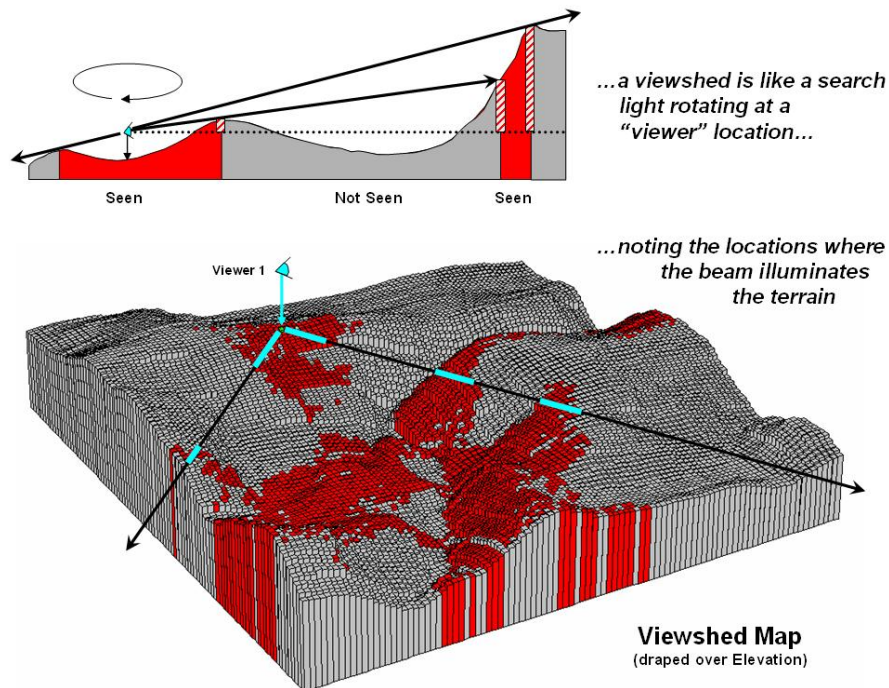 ...a viewshed is like a search
light rotating at a
“viewer” location...
Seen
Not Seen
Seen
...noting the locations where
the beam illuminates
the terrain
Viewer 1
Viewshed Map
(draped over Elevation)